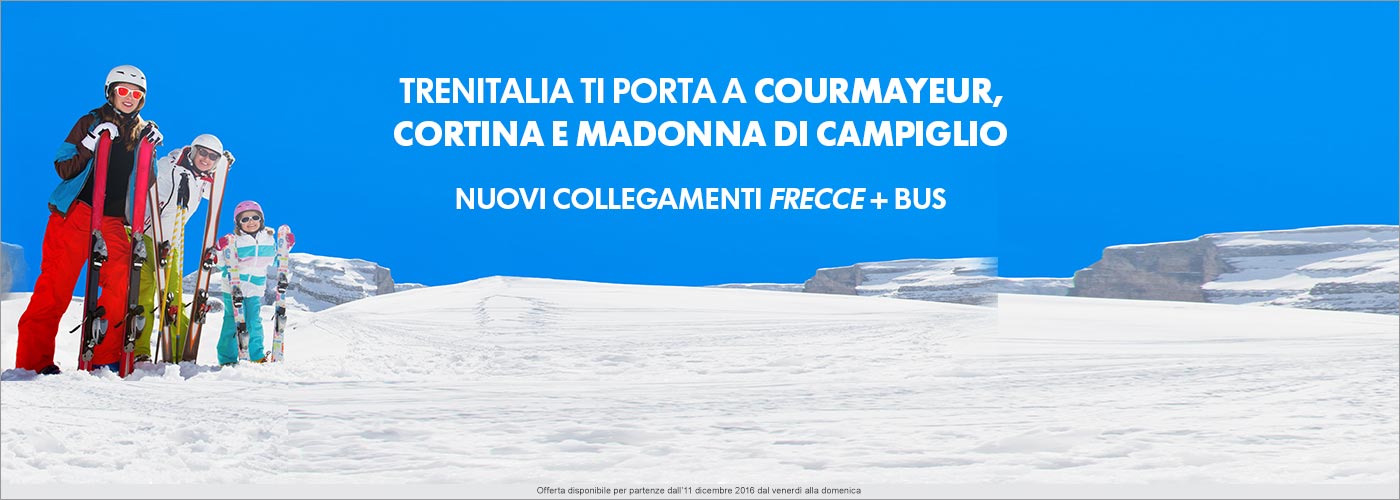 TRENITALIA TI PORTA A COURMAYEUR,
CORTINA E MADONNA DI CAMPIGLIO
NUOVI COLLEGAMENTI FRECCE + BUS
Offerta disponibile per partenze dall'11 dicembre 2016 dal venerdì alla domenica